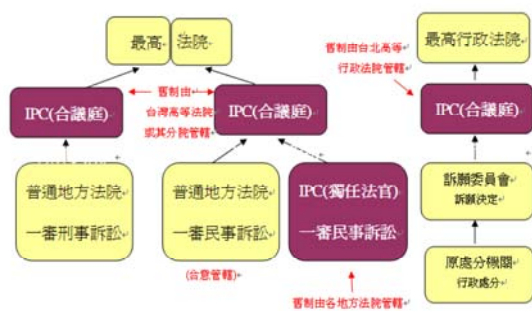 最高 法院
最高行政法院
舊制由台北高等
行政法院管轄
舊制由
台灣高等法院
或其分院管轄
IPC(合議庭)
IPC(合議庭)
IPC(合議庭)
普通地方法院
一審刑事訴訟
普通地方法院
一審民事訴訟
IPC(獨任法官)
一審民事訴訟
訴願委員會
訴願決定
原處分機關
行政處分
(合意管轄)
舊制由各地方法院管轄